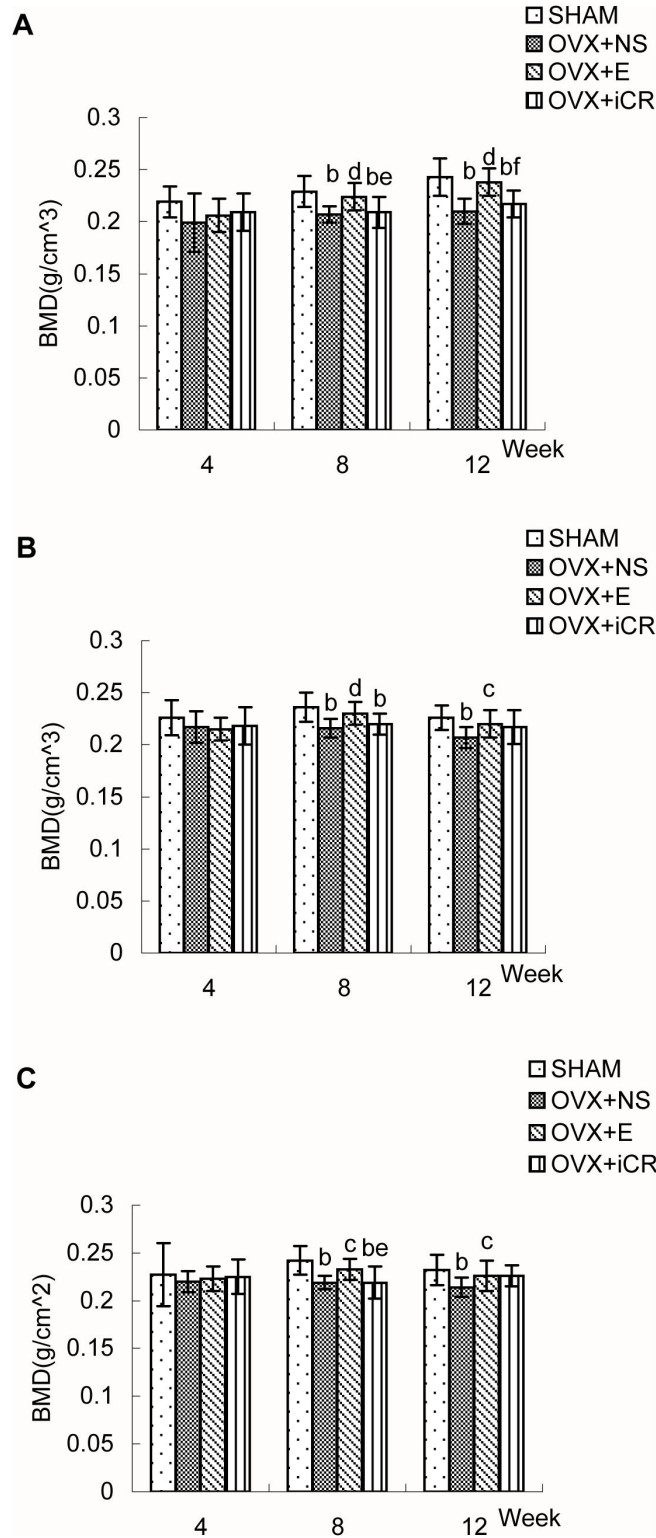 A
SHAM
OVX+NS
OVX+E
OVX+iCR
0.3
0.25
0.2
0.15
0.1
0.05
0
BMD(g/cm^3)
b d be
b d bf
4 8 12 Week
B
SHAM
OVX+NS
OVX+E
OVX+iCR
0.3
0.25
0.2
0.15
0.1
0.05
0
BMD(g/cm^3)
b d b
b c
4 8 12 Week
C
SHAM
OVX+NS
OVX+E
OVX+iCR
0.3
0.25
0.2
0.15
0.1
0.05
0
BMD(g/cm^2)
b c be
b c
4 8 12 Week